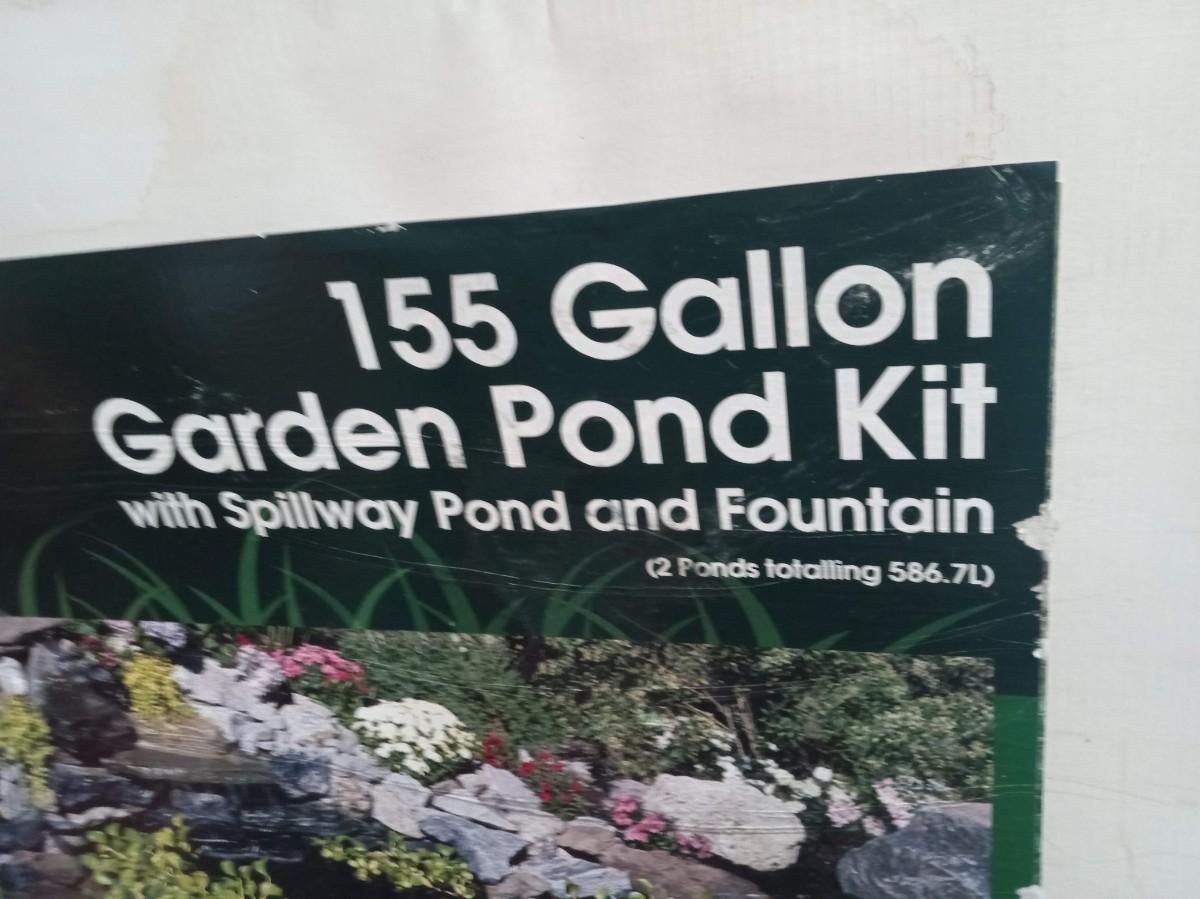 155 Gallon
Garden Pond Kit
with Spillway Pond and Fountain
(2 Ponds totalling 586.7L)